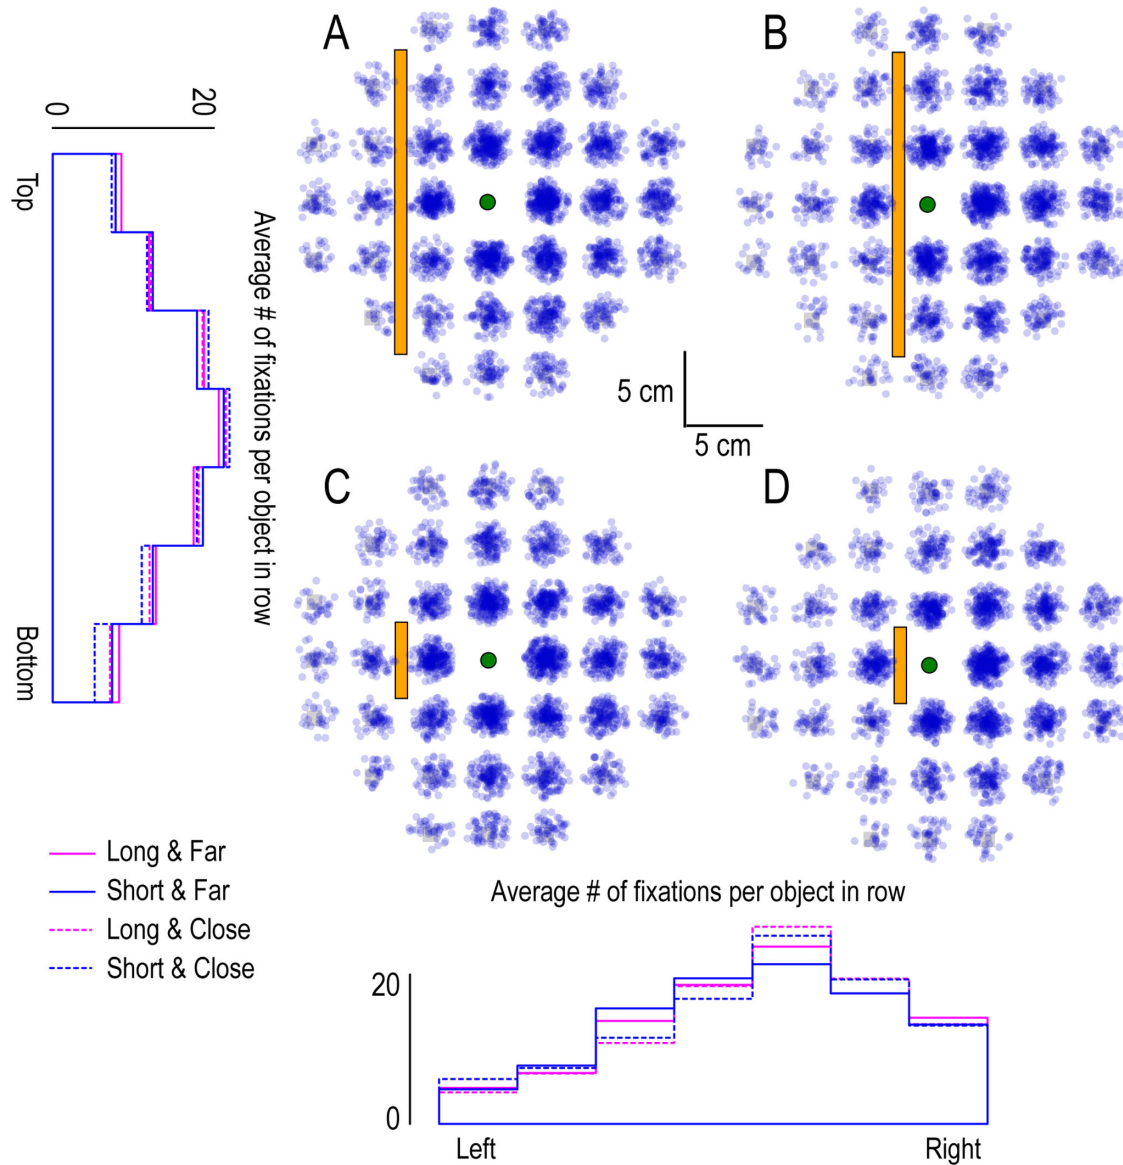 A
B
0
20
Top
Bottom
Average # of fixations per object in row
5 cm
5 cm
C
D
Long & Far
Short & Far
Long & Close
Short & Close
Average # of fixations per object in row
20
0
Left
Right